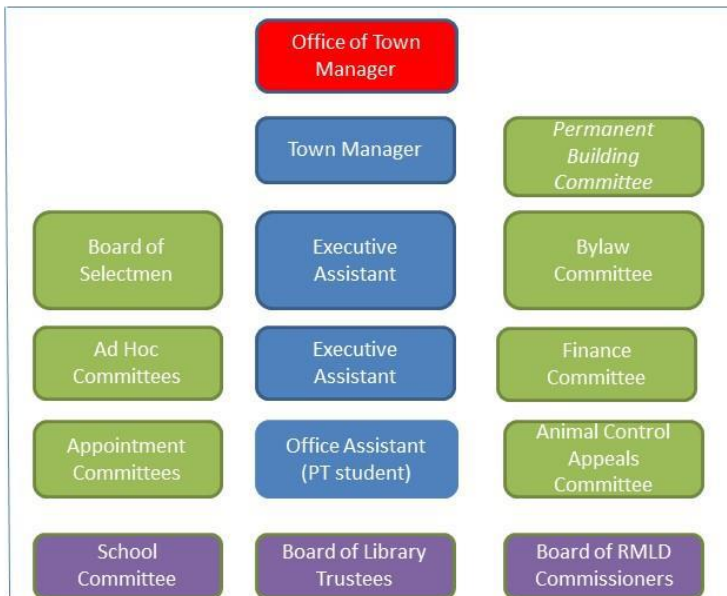 Office of Town
Manager
Town Manager
Permanent
Building
Committee
Board of
Selectmen
Executive
Assistant
Bylaw
Committee
Ad Hoc
Committees
Executive
Assistant
Finance
Committee
Appointment
Committees
Office Assistant
(PT student)
Animal Control
Appeals
Committee
School
Committee
Board of Library
Trustees
Board of RMLD
Commissioners